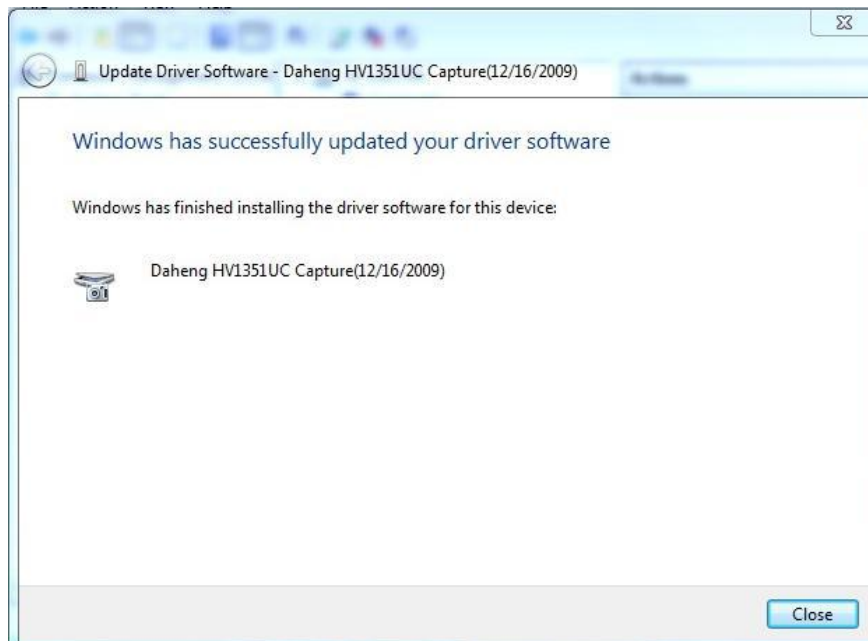 Update Driver Software - Daheng HV1351UC Capture(12/16/2009)
Windows has successfully updated your driver software
Windows has finished installing the driver software for this device:
Daheng HV1351UC Capture(12/16/2009)
Close